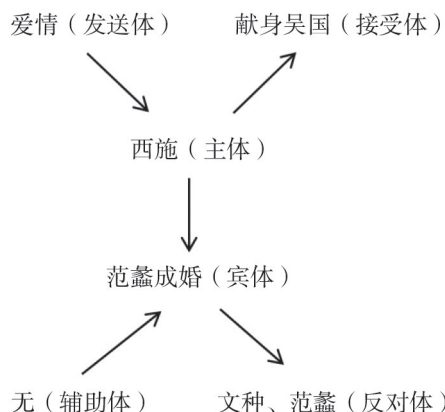 爱情（发送体） 献身吴国（接受体）
西施（主体）
范蠡成婚（宾体）
无（辅助体） 文种、范蠡（反对体）